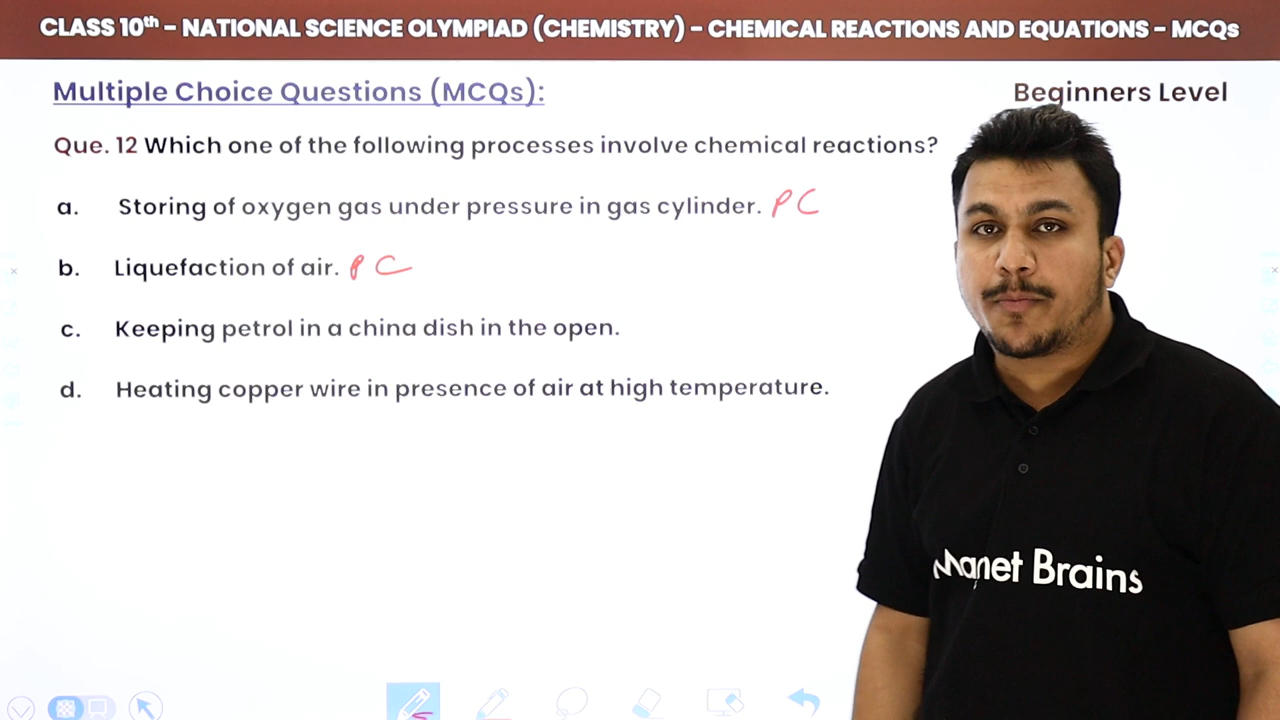 CLASS 10th – NATIONAL SCIENCE OLYMPIAD (CHEMISTRY) – CHEMICAL REACTIONS AND EQUATIONS – MCQs
Multiple Choice Questions (MCQs):
Beginners Level
Que. 12 Which one of the following processes involve chemical reactions?
a. Storing of oxygen gas under pressure in gas cylinder. PC
b. Liquefaction of air. PC
c. Keeping petrol in a china dish in the open.
d. Heating copper wire in presence of air at high temperature.
Magnet Brains